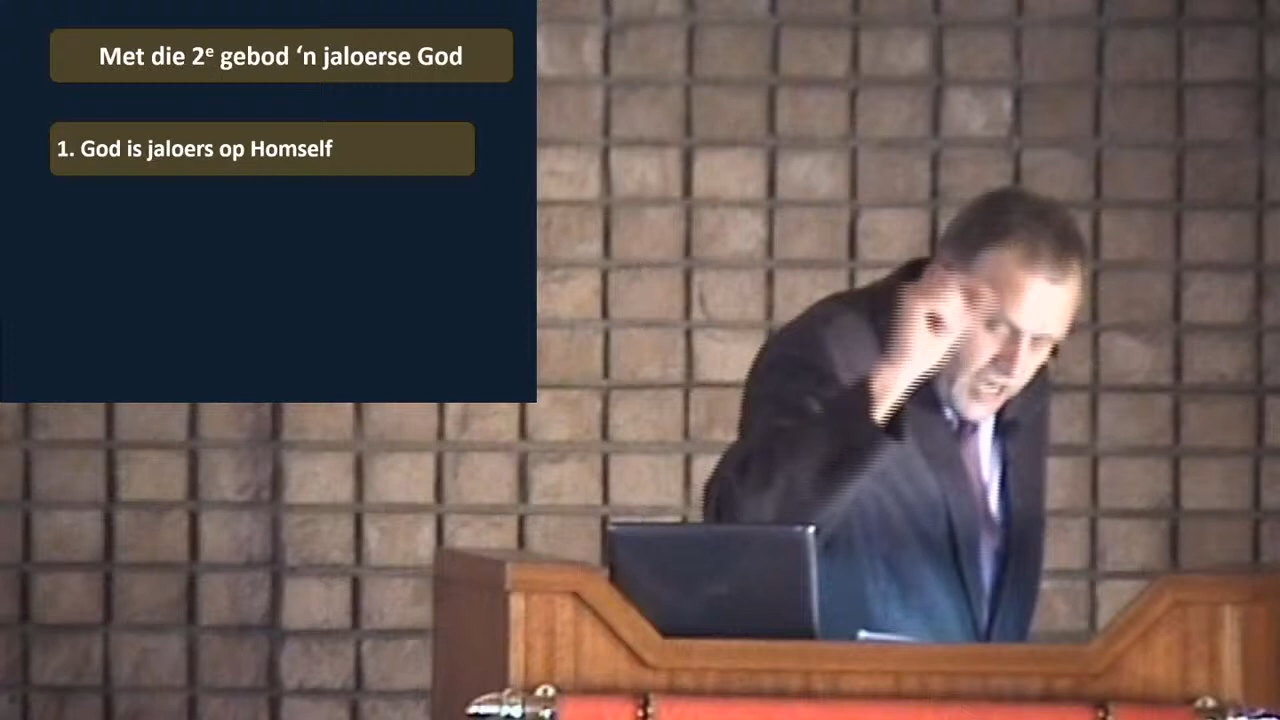 Met die 2ᵉ gebod ‘n jaloerse God
1. God is jaloers op Homself